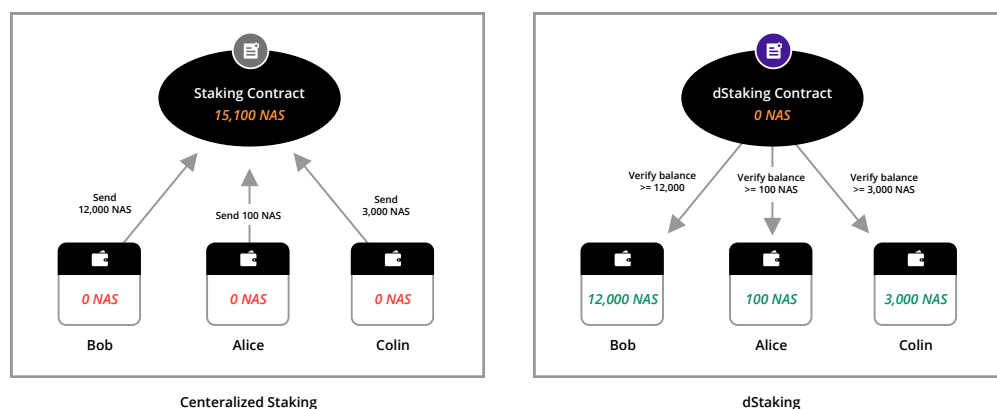 Staking Contract
15,100 NAS
Send
12,000 NAS
Send 100 NAS
Send
3,000 NAS
0 NAS
0 NAS
0 NAS
Bob
Alice
Colin
Centeralized Staking
dStaking Contract
0 NAS
Verify balance
>= 12,000
Verify balance
>= 100 NAS
Verify balance
>= 3,000 NAS
12,000 NAS
100 NAS
3,000 NAS
Bob
Alice
Colin
dStaking